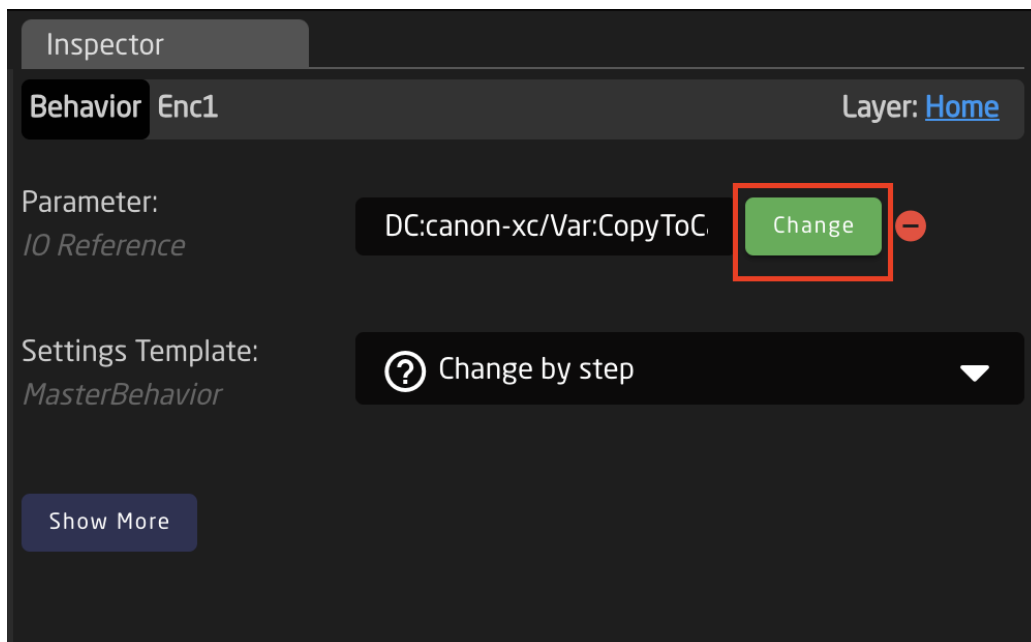 Inspector
Behavior Enc1 Layer: Home
Parameter:
IO Reference
DC:canon-xc/Var:CopyToC
Change
Settings Template:
MasterBehavior
Change by step
Show More